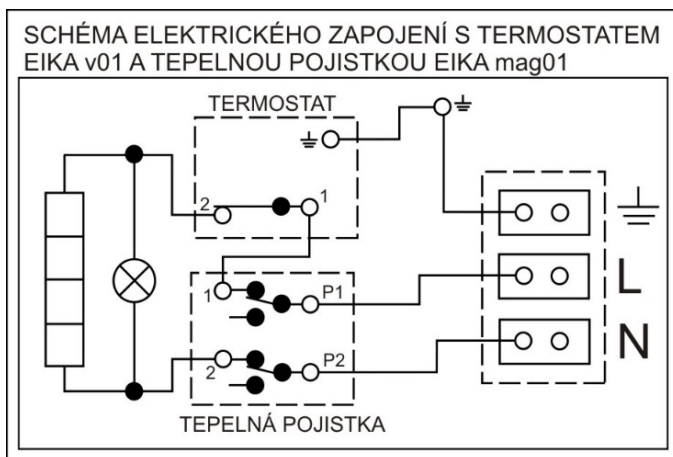 SCHÉMA ELEKTRICKÉHO ZAPOJENÍ S TERMOSTATEM
EIKA v01 A TEPELNOU POJISTKOU EIKA mag01
TERMOSTAT
2
1
1
P1
L
2
P2
N
TEPELNÁ POJISTKA